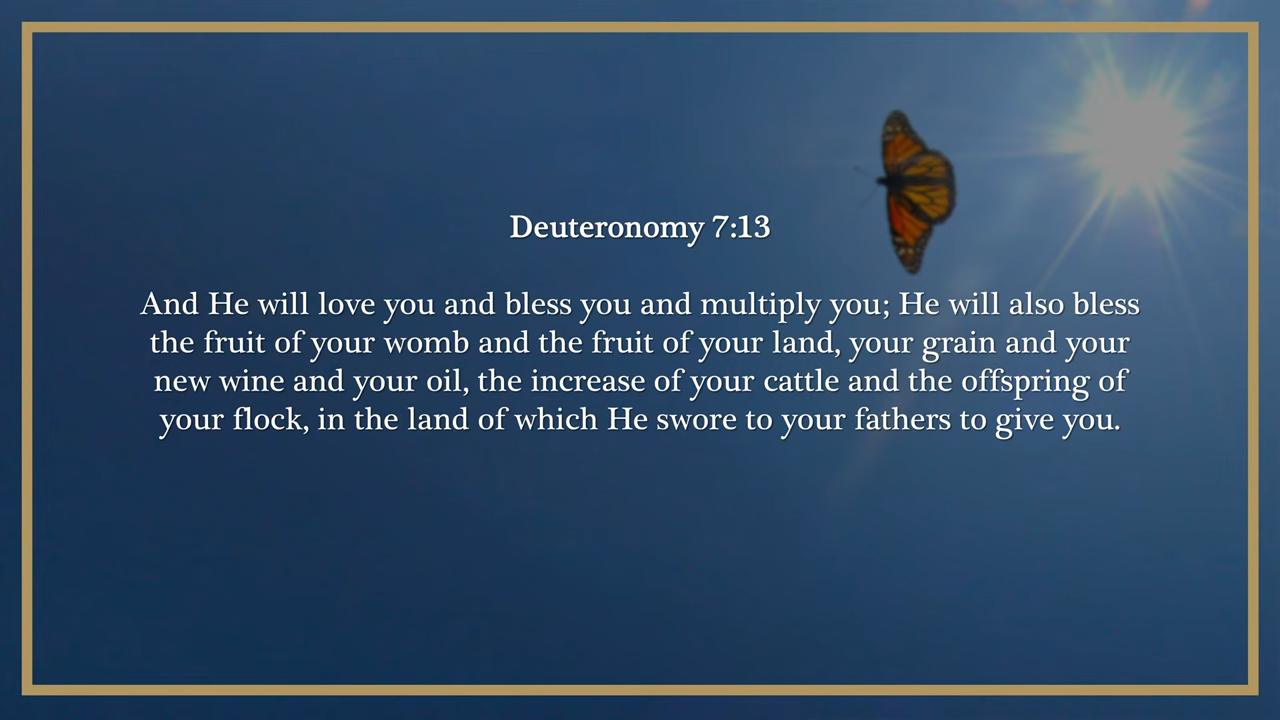 Deuteronomy 7:13
And He will love you and bless you and multiply you; He will also bless
the fruit of your womb and the fruit of your land, your grain and your
new wine and your oil, the increase of your cattle and the offspring of
your flock, in the land of which He swore to your fathers to give you.